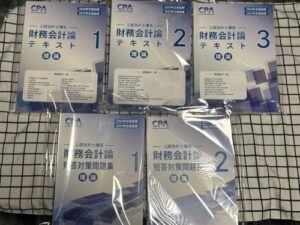 CPA
公認会計士講座
財務会計論
テキスト
理論
1
CPA
公認会計士講座
財務会計論
テキスト
理論
2
CPA
公認会計士講座
財務会計論
テキスト
理論
3
CPA
公認会計士講座
財務会計論
短答対策問題集
理論
1
CPA
公認会計士講座
財務会計論
短答対策問題集
理論
2